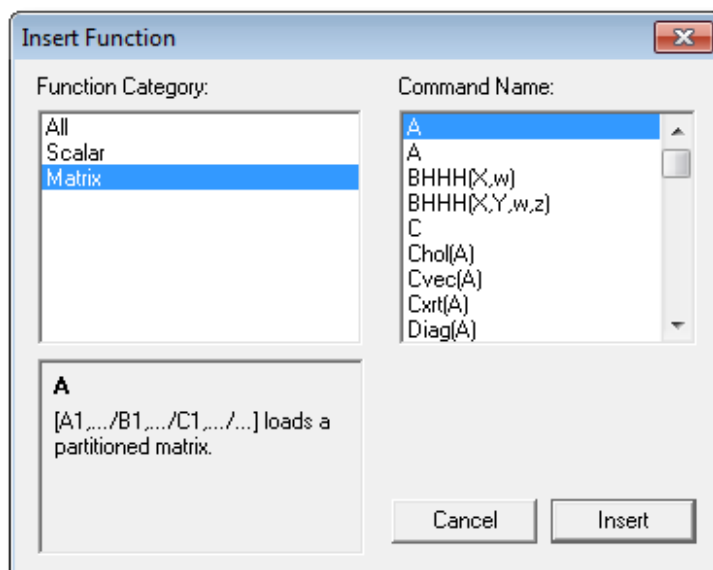 Insert Function
Function Category:
All
Scalar
Matrix
Command Name:
A
A
BHHH(X,w)
BHHH(X,Y,w,z)
C
Chol(A)
Cvec(A)
Cxrt(A)
Diag(A)
A
[A1,.../B1,.../C1,.../...] loads a
partitioned matrix.
Cancel
Insert